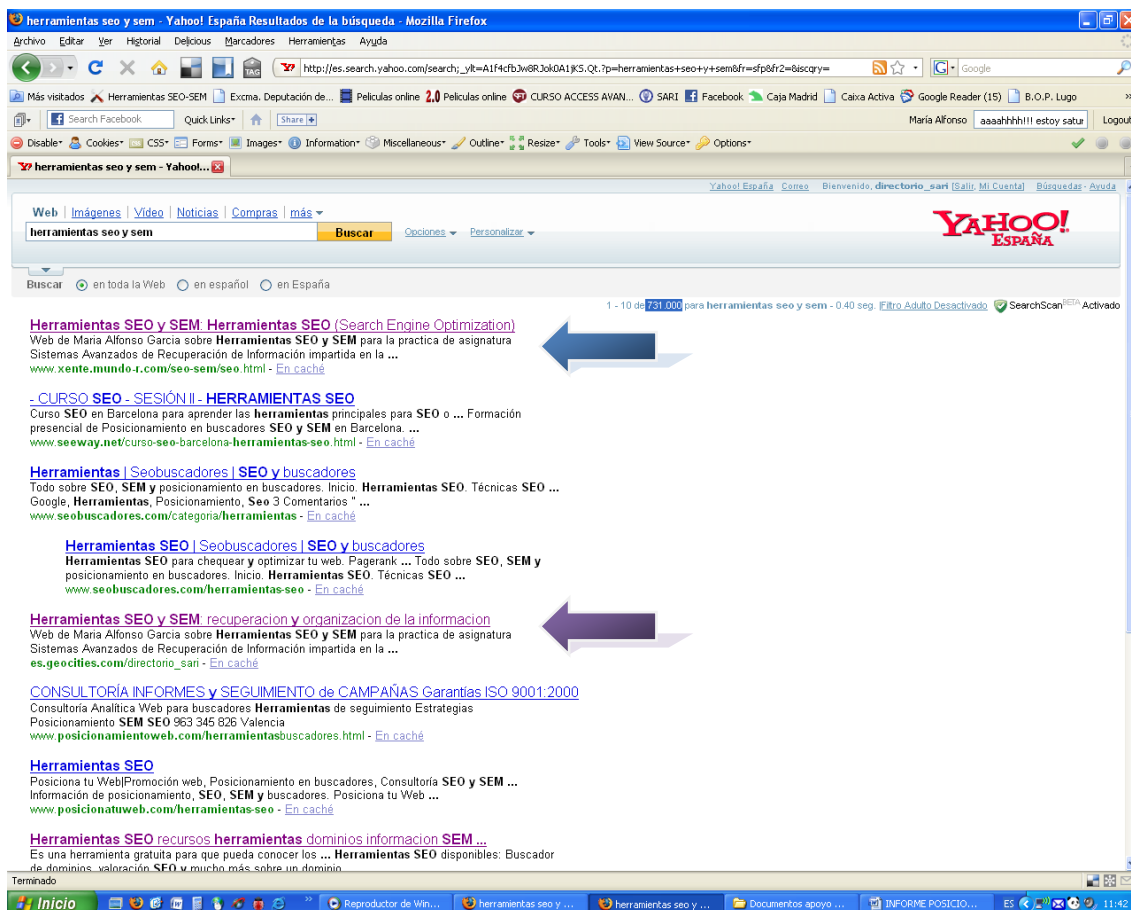 herramientas seo y sem - Yahoo! España Resultados de la búsqueda - Mozilla Firefox
Archivo Editar Ver Historial Delicious Marcadores Herramientas Ayuda
TAG http://es.search.yahoo.com/search;_ylt=A1f4cfbJw8RJok0A1jK5.Qt.?p=herramientas+seo+y+sem&fr=sfp&fr2=&iscqry= G Google
Más visitados Herramientas SEO-SEM Excma. Deputación de... Peliculas online 2.0 Peliculas online CURSO ACCESS AVAN... SARI Facebook Caja Madrid Caixa Activa Google Reader (15) B.O.P. Lugo »
Search Facebook Quick Links Share María Alfonso aaaahhhh!!! estoy satur Logout
Disable Cookies CSS Forms Images Information Miscellaneous Outline Resize Tools View Source Options
herramientas seo y sem - Yahoo!...
Yahoo! España Correo Bienvenido, directorio_sari [Salir, Mi Cuenta] Búsquedas - Ayuda
Web | Imágenes | Vídeo | Noticias | Compras | más
herramientas seo y sem Buscar Opciones Personalizar
YAHOO!
ESPAÑA
Buscar en toda la Web en español en España
1 - 10 de 731.000 para herramientas seo y sem - 0.40 seg. |Filtro Adulto Desactivado SearchScan BETA Activado
Herramientas SEO y SEM: Herramientas SEO (Search Engine Optimization)
Web de Maria Alfonso Garcia sobre Herramientas SEO y SEM para la practica de asignatura
Sistemas Avanzados de Recuperación de Información impartida en la ...
www.xente.mundo-r.com/seo-sem/seo.html - En caché
- CURSO SEO - SESIÓN II - HERRAMIENTAS SEO
Curso SEO en Barcelona para aprender las herramientas principales para SEO o ... Formación
presencial de Posicionamiento en buscadores SEO y SEM en Barcelona. ...
www.seeway.net/curso-seo-barcelona-herramientas-seo.html - En caché
Herramientas | Seobuscadores | SEO y buscadores
Todo sobre SEO, SEM y posicionamiento en buscadores. Inicio. Herramientas SEO. Técnicas SEO ...
Google, Herramientas, Posicionamiento, Seo 3 Comentarios " ...
www.seobuscadores.com/categoria/herramientas - En caché
Herramientas SEO | Seobuscadores | SEO y buscadores
Herramientas SEO para chequear y optimizar tu web. Pagerank ... Todo sobre SEO, SEM y
posicionamiento en buscadores. Inicio. Herramientas SEO. Técnicas SEO ...
www.seobuscadores.com/herramientas-seo - En caché
Herramientas SEO y SEM: recuperacion y organizacion de la informacion
Web de Maria Alfonso Garcia sobre Herramientas SEO y SEM para la practica de asignatura
Sistemas Avanzados de Recuperación de Información impartida en la ...
es.geocities.com/directorio_sari - En caché
CONSULTORÍA INFORMES y SEGUIMIENTO de CAMPAÑAS Garantias ISO 9001:2000
Consultoría Analítica Web para buscadores Herramientas de seguimiento Estrategias
Posicionamiento SEM SEO 963 345 826 Valencia
www.posicionamientoweb.com/herramientasbuscadores.html - En caché
Herramientas SEO
Posiciona tu Web|Promoción web, Posicionamiento en buscadores, Consultoría SEO y SEM ...
Información de posicionamiento, SEO, SEM y buscadores. Posiciona tu Web ...
www.posicionatuweb.com/herramientas-seo - En caché
Herramientas SEO recursos herramientas dominios informacion SEM ...
Es una herramienta gratuita para que pueda conocer los ... Herramientas SEO disponibles: Buscador
de dominios, valoración SEO y mucho más sobre un dominio
Terminado
Inicio » Reproductor de Win... herramientas seo y ... herramientas seo y ... Documentos apoyo ... INFORME POSICIO... ES 11:42